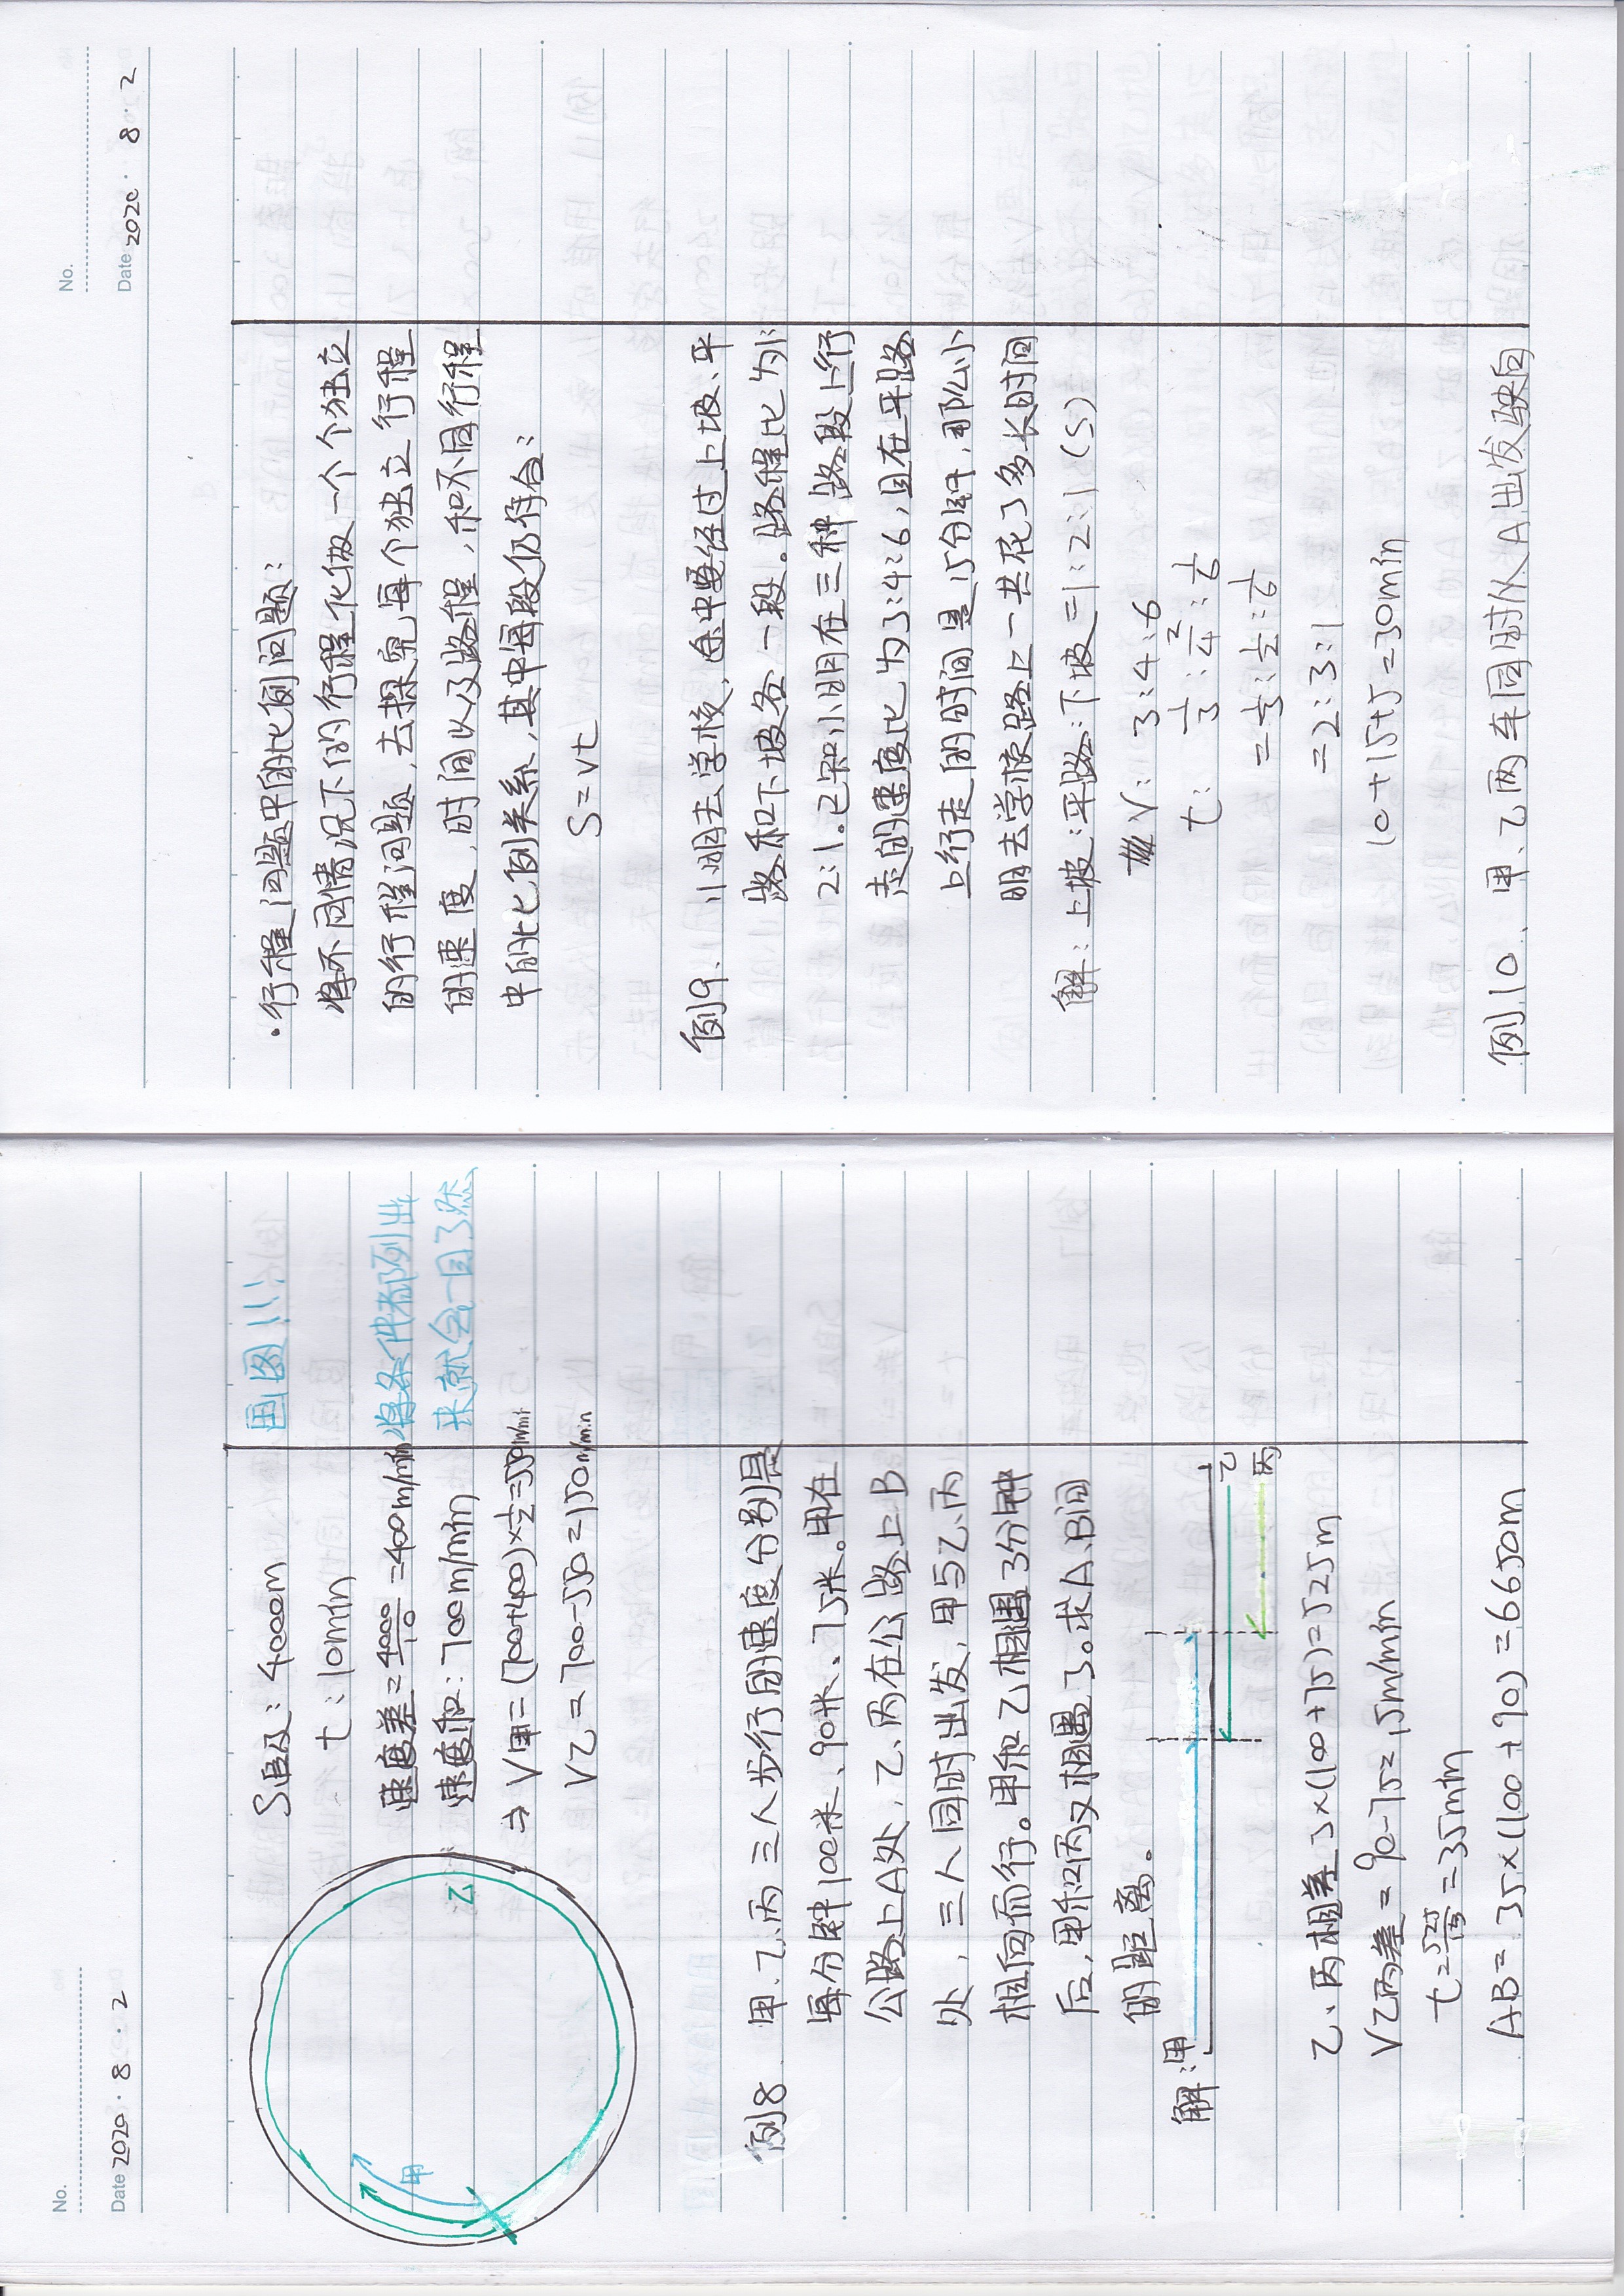 No.
Date 2020 · 8 · 2
S追及：4000m
t：10min
速度差=4000/10=400m/min
速度和：700m/min
⇒ V甲=(700+400)×1/2=550m/min
V乙=700-550=150m/min
画图!!!
将条件都列出
来就会一目了然
乙
甲
例8 甲、乙、丙三人步行的速度分别是
每分钟100米、90米、75米。甲在
公路上A处，乙、丙在公路上B
处，三人同时出发，甲与乙、丙
相向而行。甲和乙相遇3分钟
后，甲和丙又相遇了。求A、B间
的距离。
解：甲
乙
丙
乙、丙相差3×(100+75)=525m
V乙丙差=90-75=15m/min
t=525/15=35min
AB=35×(100+90)=6650m
No.
Date 2020 · 8 · 2
·行程问题中的比例问题：
将不同情况下的行程化做一个个独立
的行程问题，去探究每个独立行程
的速度，时间以及路程，和不同行程
中的比例关系，其中每段仍符合：
S=vt
例9、小明去学校，途中要经过上坡、平
路和下坡各一段。路程比为1：
2：1.已知小明在三种路段上行
走的速度比为3：4：6，且在平路
上行走的时间是15分钟，那么小
明去学校路上一共花了多长时间
解：上坡：平路：下坡=1：2：1（S）
V：3：4：6
t：1/3：2/4：1/6
=1/3：1/2：1/6
=2：3：1
10+15+5=30min
例10、甲、乙两车同时从A出发驶向